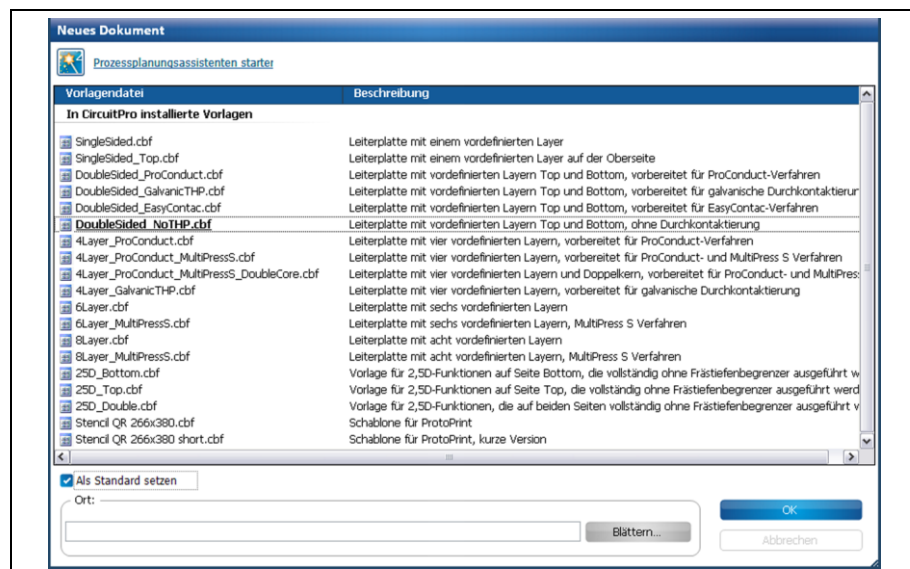 Neues Dokument
Prozessplanungsassistenten starter
Vorlagendatei Beschreibung
In CircuitPro installierte Vorlagen
SingleSided.cbf Leiterplatte mit einem vordefinierten Layer
SingleSided_Top.cbf Leiterplatte mit einem vordefinierten Layer auf der Oberseite
DoubleSided_ProConduct.cbf Leiterplatte mit vordefinierten Layern Top und Bottom, vorbereitet für ProConduct-Verfahren
DoubleSided_GalvanicTHP.cbf Leiterplatte mit vordefinierten Layern Top und Bottom, vorbereitet für galvanische Durchkontaktierur
DoubleSided_EasyContac.cbf Leiterplatte mit vordefinierten Layern Top und Bottom, vorbereitet für EasyContac-Verfahren
DoubleSided_NoTHP.cbf Leiterplatte mit vordefinierten Layern Top und Bottom, ohne Durchkontaktierung
4Layer_ProConduct.cbf Leiterplatte mit vier vordefinierten Layern, vorbereitet für ProConduct-Verfahren
4Layer_ProConduct_MultiPressS.cbf Leiterplatte mit vier vordefinierten Layern, vorbereitet für ProConduct- und MultiPress S Verfahren
4Layer_ProConduct_MultiPressS_DoubleCore.cbf Leiterplatte mit vier vordefinierten Layern und Doppelkern, vorbereitet für ProConduct- und MultiPres:
4Layer_GalvanicTHP.cbf Leiterplatte mit vier vordefinierten Layern, vorbereitet für galvanische Durchkontaktierung
6Layer.cbf Leiterplatte mit sechs vordefinierten Layern
6Layer_MultiPressS.cbf Leiterplatte mit sechs vordefinierten Layern, MultiPress S Verfahren
8Layer.cbf Leiterplatte mit acht vordefinierten Layern
8Layer_MultiPressS.cbf Leiterplatte mit acht vordefinierten Layern, MultiPress S Verfahren
25D_Bottom.cbf Vorlage für 2,5D-Funktionen auf Seite Bottom, die vollständig ohne Frästiefenbegrenzer ausgeführt w
25D_Top.cbf Vorlage für 2,5D-Funktionen auf Seite Top, die vollständig ohne Frästiefenbegrenzer ausgeführt werd
25D_Double.cbf Vorlage für 2,5D-Funktionen, die auf beiden Seiten vollständig ohne Frästiefenbegrenzer ausgeführt v
Stencil QR 266x380.cbf Schablone für ProtoPrint
Stencil QR 266x380 short.cbf Schablone für ProtoPrint, kurze Version
Als Standard setzen
Ort:
Blättern...
OK
Abbrechen